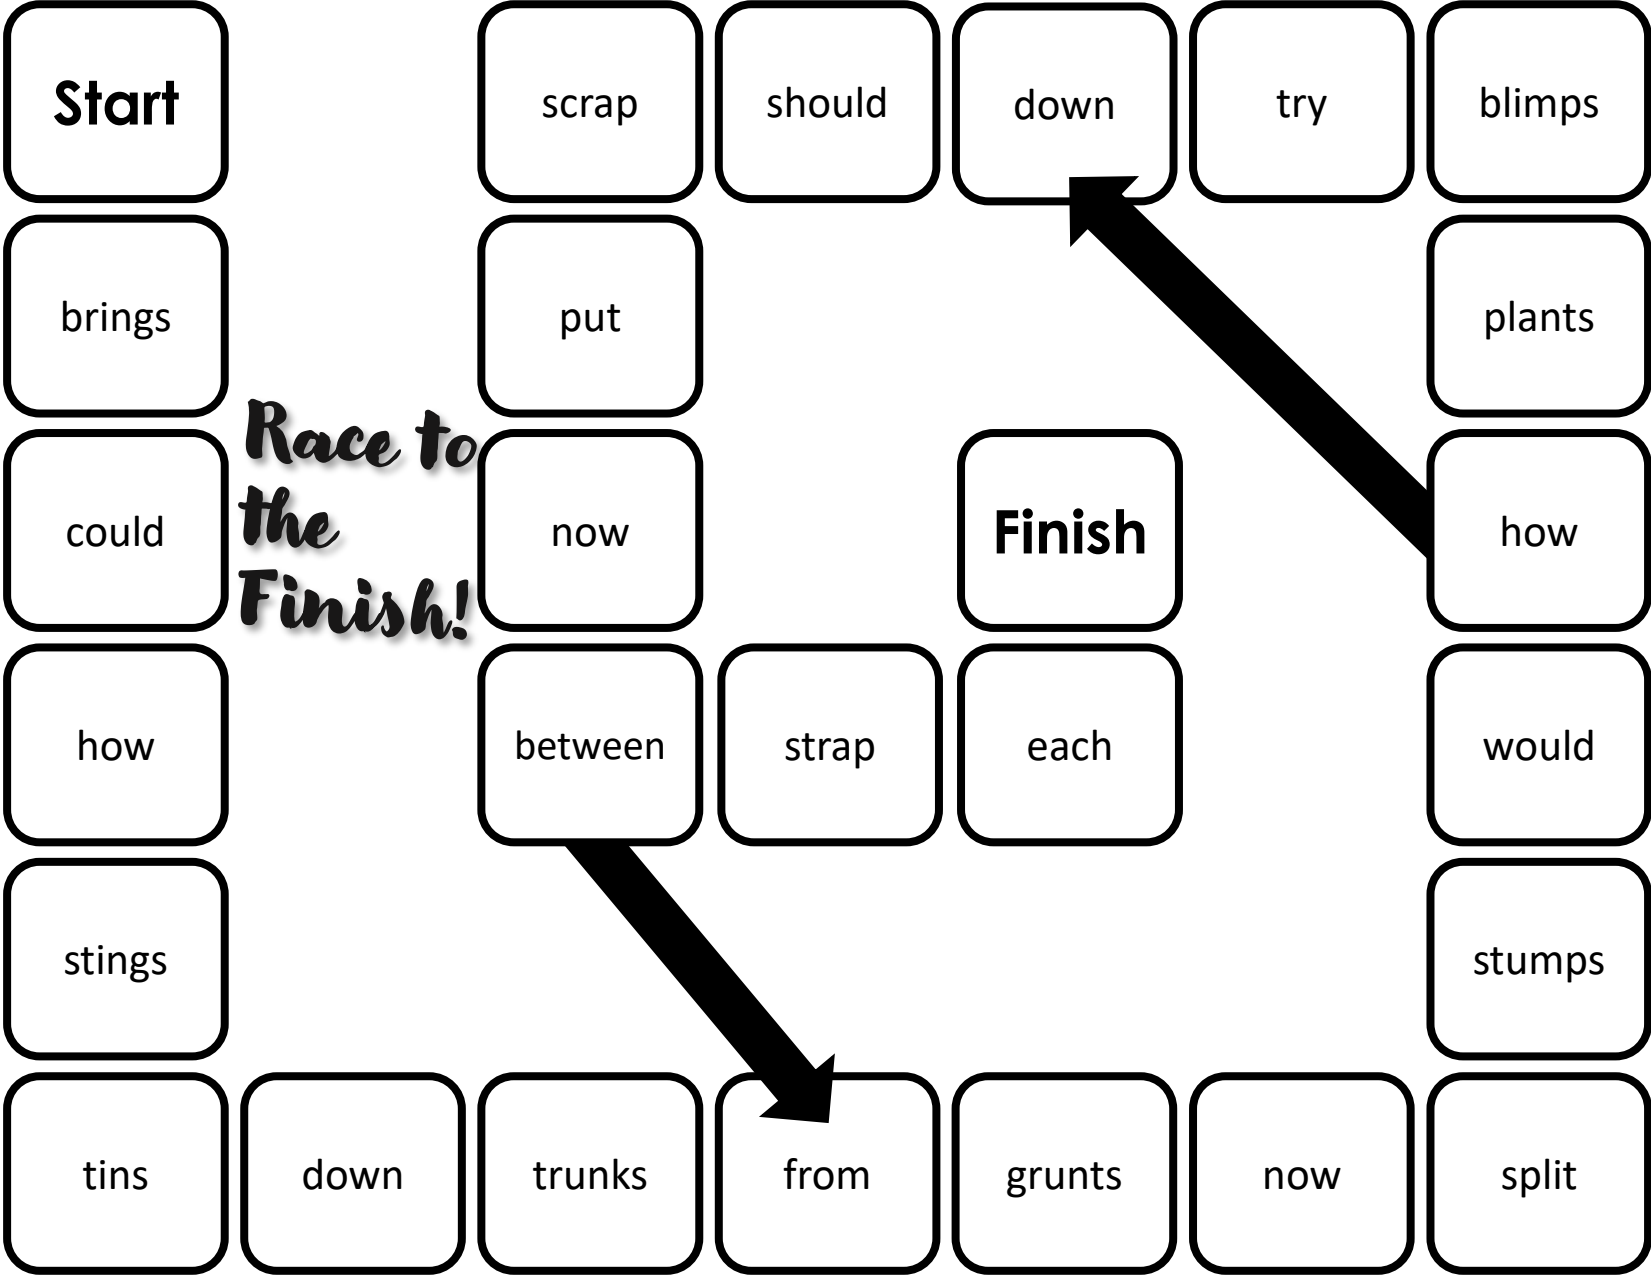 Start
scrap
should
down
try
blimps
brings
put
plants
Race to
the
Finish!
could
now
Finish
how
how
between
strap
each
would
stings
stumps
tins
down
trunks
from
grunts
now
split